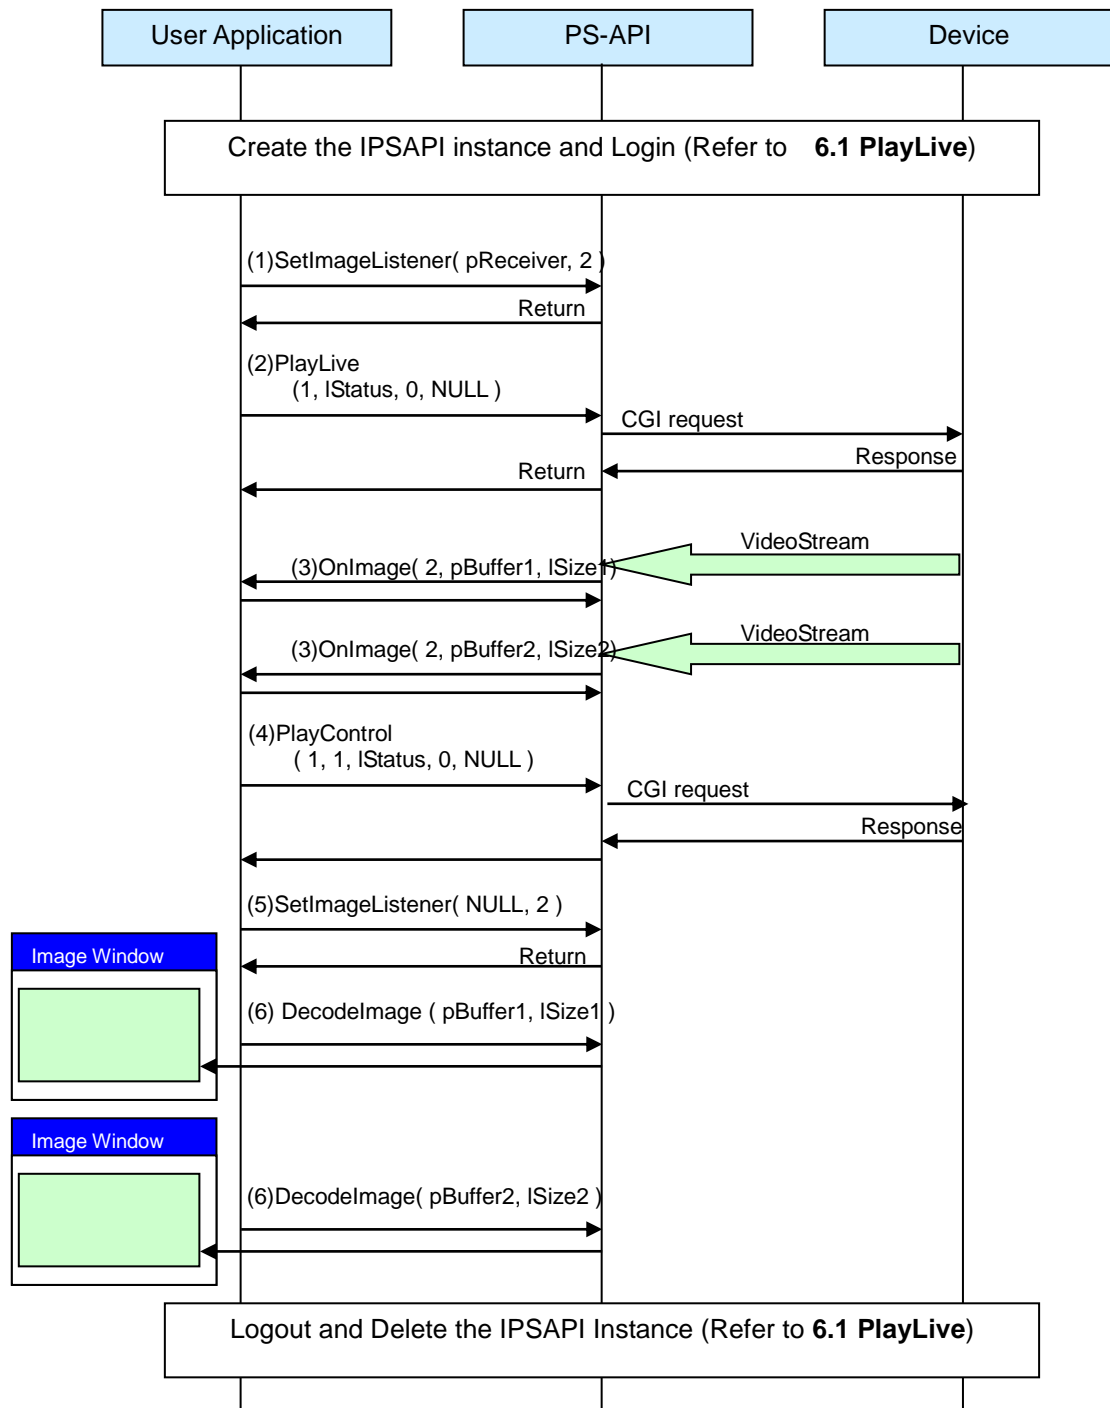 User Application
PS-API
Device
Create the IPSAPI instance and Login (Refer to 6.1 PlayLive)
(1)SetImageListener( pReceiver, 2 )
Return
(2)PlayLive
(1, lStatus, 0, NULL )
CGI request
Response
Return
VideoStream
(3)OnImage( 2, pBuffer1, lSize1)
VideoStream
(3)OnImage( 2, pBuffer2, lSize2)
(4)PlayControl
( 1, 1, lStatus, 0, NULL )
CGI request
Response
(5)SetImageListener( NULL, 2 )
Return
Image Window
(6) DecodeImage ( pBuffer1, lSize1 )
Image Window
(6)DecodeImage( pBuffer2, lSize2 )
Logout and Delete the IPSAPI Instance (Refer to 6.1 PlayLive)